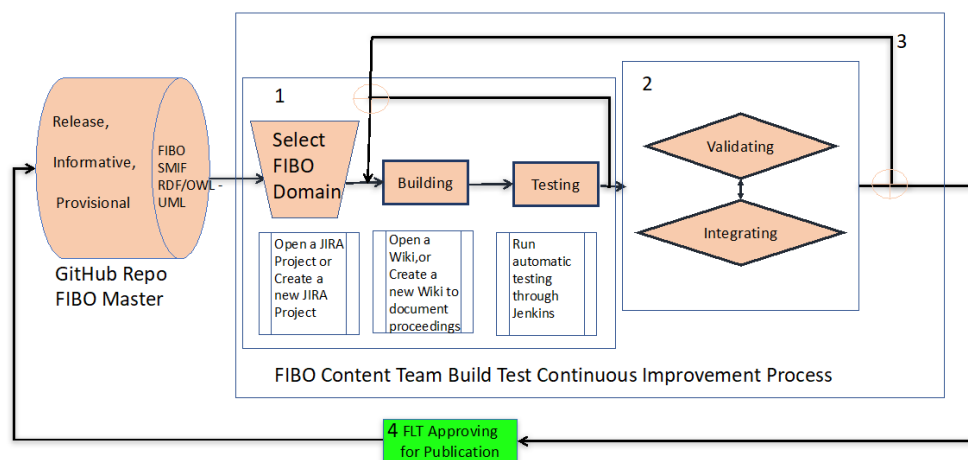 3
1
2
Release,
Informative,
Provisional
FIBO
SMIF
RDF/OWL -
UML
GitHub Repo
FIBO Master
Select
FIBO
Domain
Building
Testing
Validating
Integrating
Open a JIRA
Project or
Create a
new JIRA
Project
Open a
Wiki,or
Create a
new Wiki to
document
proceedings
Run
automatic
testing
through
Jenkins
FIBO Content Team Build Test Continuous Improvement Process
4 FLT Approving
for Publication